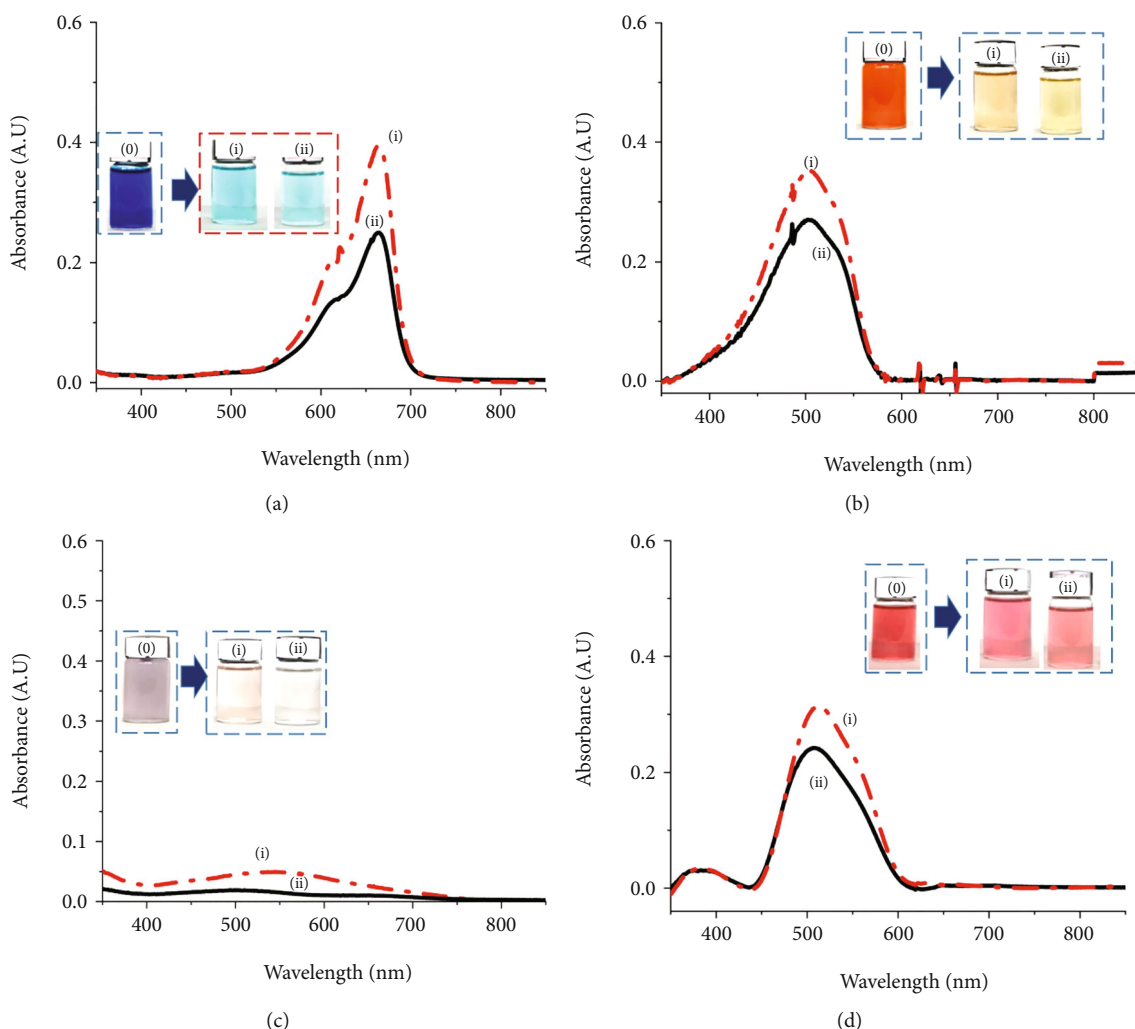 0.6
0.4
0.2
0.0
Absorbance (A.U)
(0)
(i)
(ii)
(i)
(ii)
400
500
600
700
800
Wavelength (nm)
(a)
0.6
0.4
0.2
0.0
Absorbance (A.U)
(0)
(i)
(ii)
(i)
(ii)
400
500
600
700
800
Wavelength (nm)
(b)
0.6
0.5
0.4
0.3
0.2
0.1
0.0
Absorbance (A.U)
(0)
(i)
(ii)
(i)
(ii)
400
500
600
700
800
Wavelength (nm)
(c)
0.6
0.4
0.2
0.0
Absorbance (A.U)
(0)
(i)
(ii)
(i)
(ii)
400
500
600
700
800
Wavelength (nm)
(d)